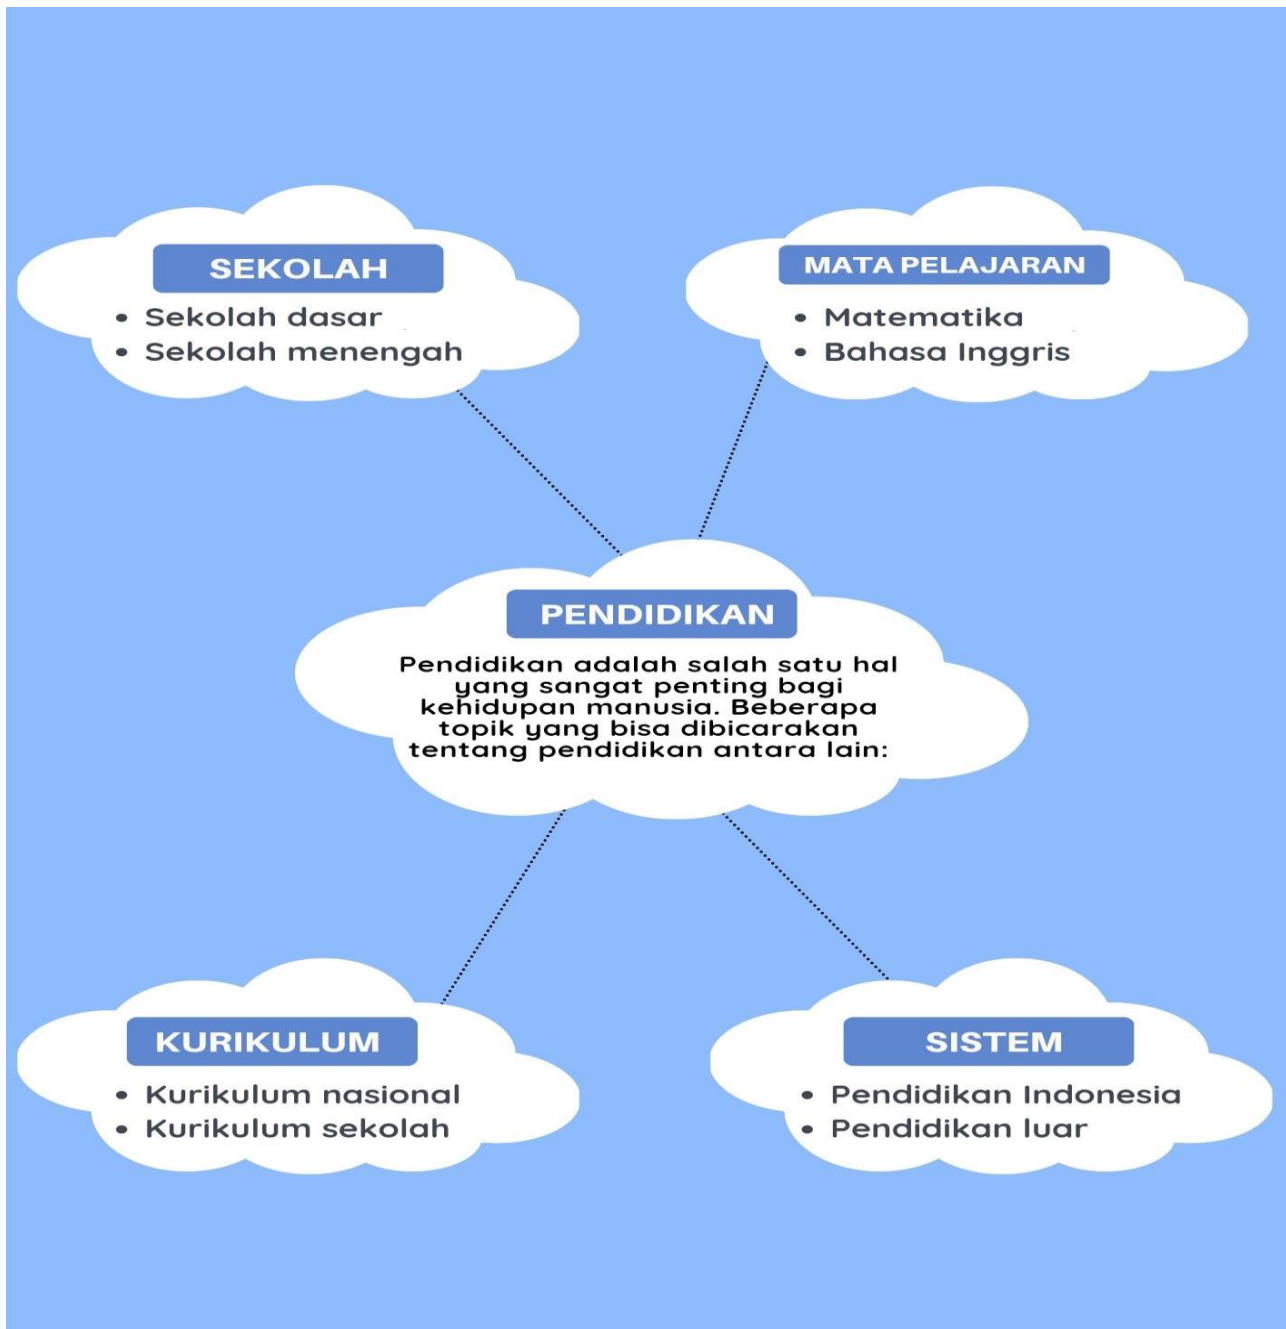 SEKOLAH
• Sekolah dasar
• Sekolah menengah
MATA PELAJARAN
• Matematika
• Bahasa Inggris
PENDIDIKAN
Pendidikan adalah salah satu hal
yang sangat penting bagi
kehidupan manusia. Beberapa
topik yang bisa dibicarakan
tentang pendidikan antara lain:
KURIKULUM
• Kurikulum nasional
• Kurikulum sekolah
SISTEM
• Pendidikan Indonesia
• Pendidikan luar